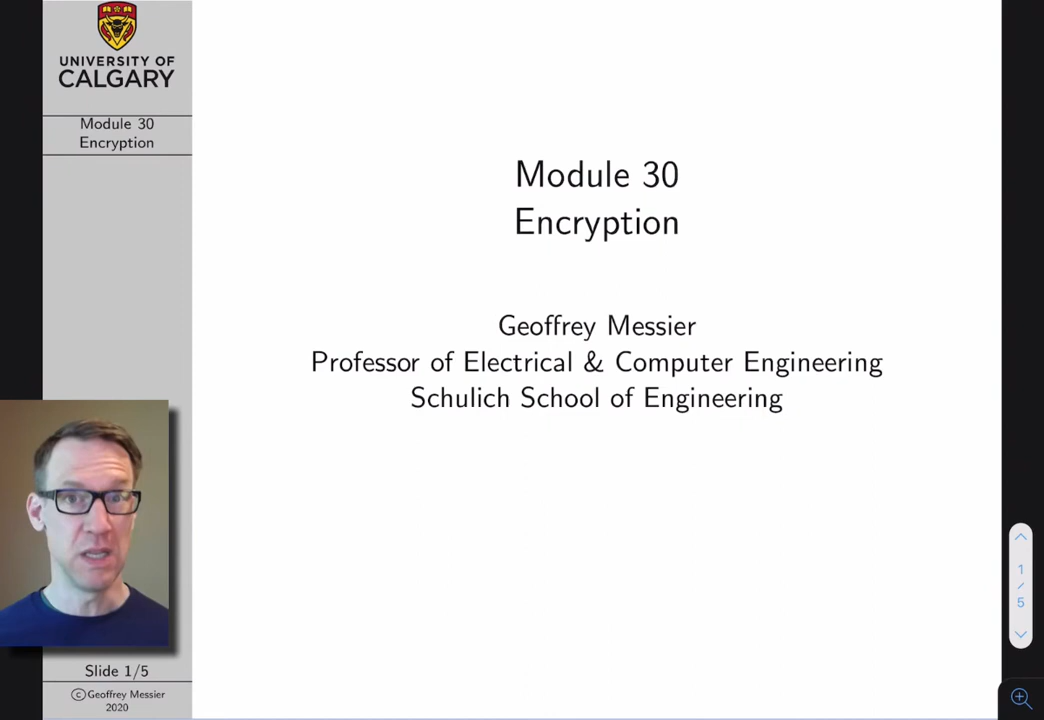 UNIVERSITY OF
CALGARY
Module 30
Encryption
Module 30
Encryption
Geoffrey Messier
Professor of Electrical & Computer Engineering
Schulich School of Engineering
1
/
5
Slide 1/5
©Geoffrey Messier
2020